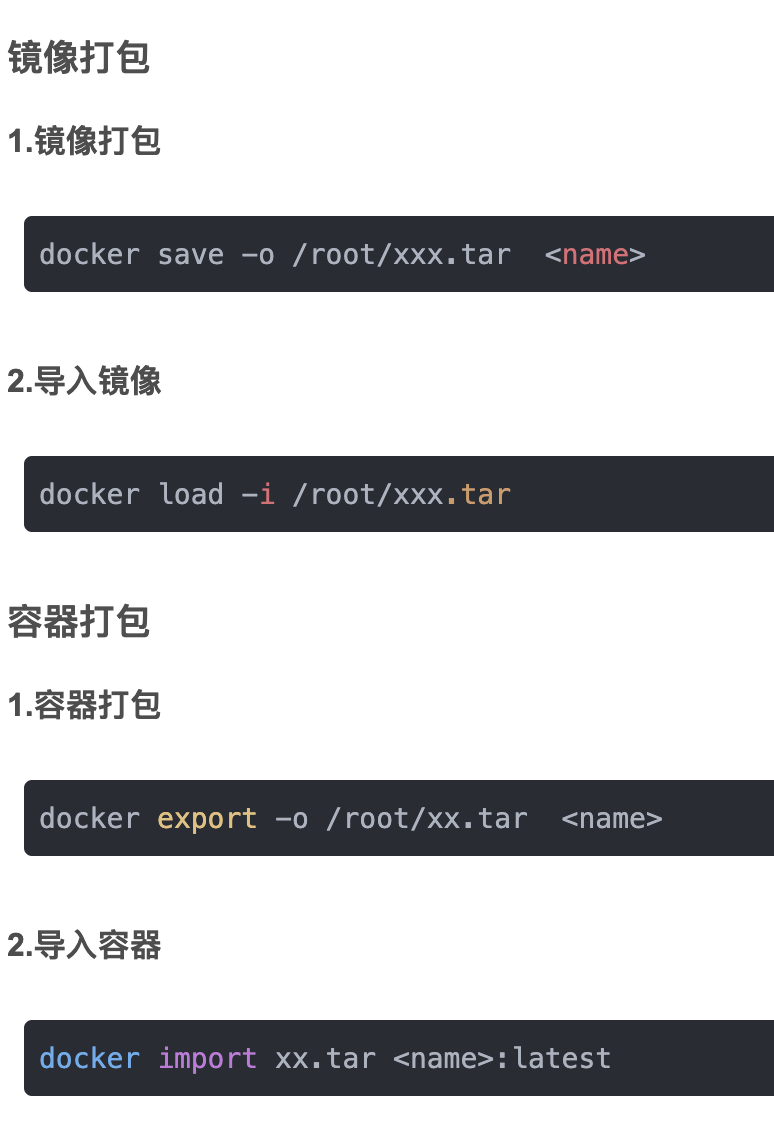 镜像打包
1.镜像打包
docker save -o /root/xxx.tar  <name>
2.导入镜像
docker load -i /root/xxx.tar
容器打包
1.容器打包
docker export -o /root/xx.tar  <name>
2.导入容器
docker import xx.tar <name>:latest